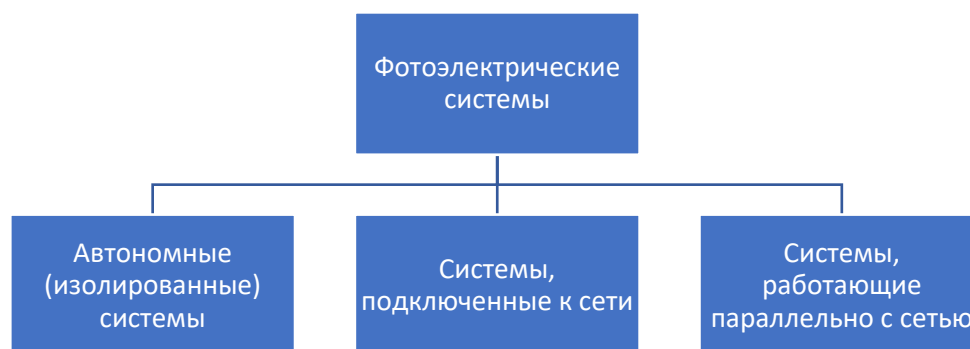 Фотоэлектрические
системы
Автономные
(изолированные)
системы
Системы,
подключенные к сети
Системы,
работающие
параллельно с сетью